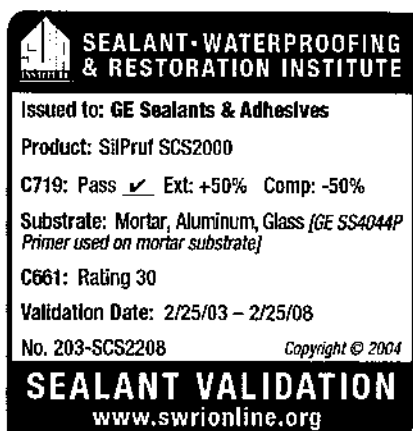 SEALANT·WATERPROOFING
& RESTORATION INSTITUTE
INSTITUTE
Issued to: GE Sealants & Adhesives
Product: SilPruf SCS2000
C719: Pass ✔ Ext: +50% Comp: -50%
Substrate: Mortar, Aluminum, Glass [GE SS4044P
Primer used on mortar substrate]
C661: Rating 30
Validation Date: 2/25/03 – 2/25/08
No. 203-SCS2208 Copyright © 2004
SEALANT VALIDATION
www.swrionline.org